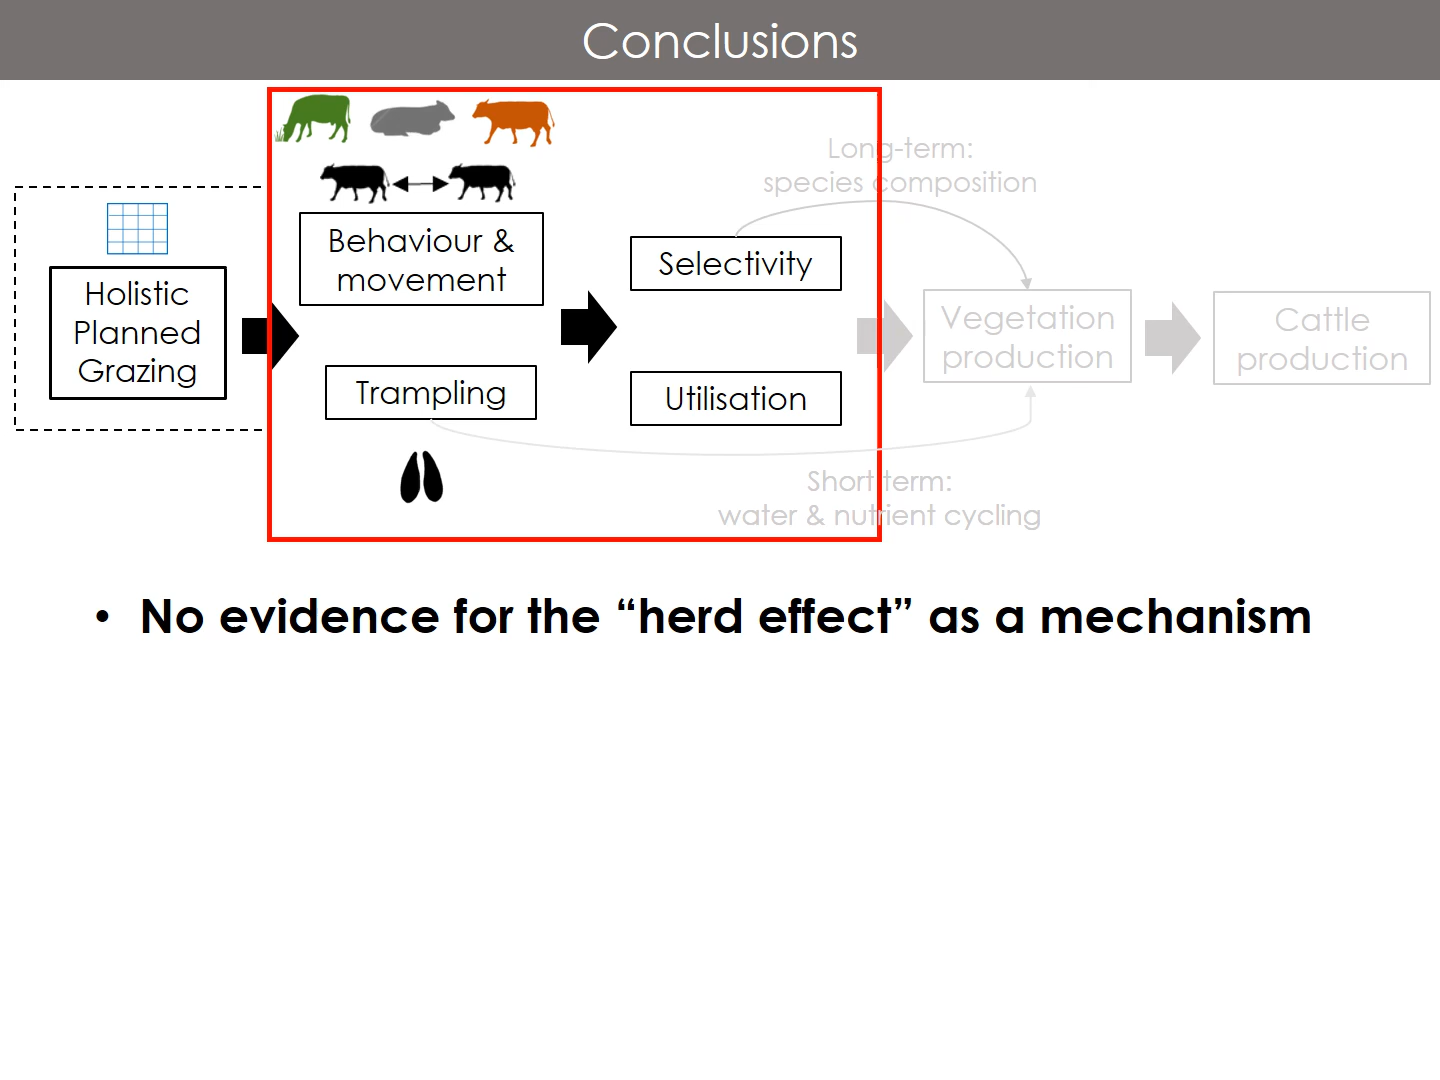 Conclusions
Long-term:
species composition
Holistic
Planned
Grazing
Behaviour &
movement
Trampling
Selectivity
Utilisation
Vegetation
production
Cattle
production
Short term:
water & nutrient cycling
• No evidence for the “herd effect” as a mechanism